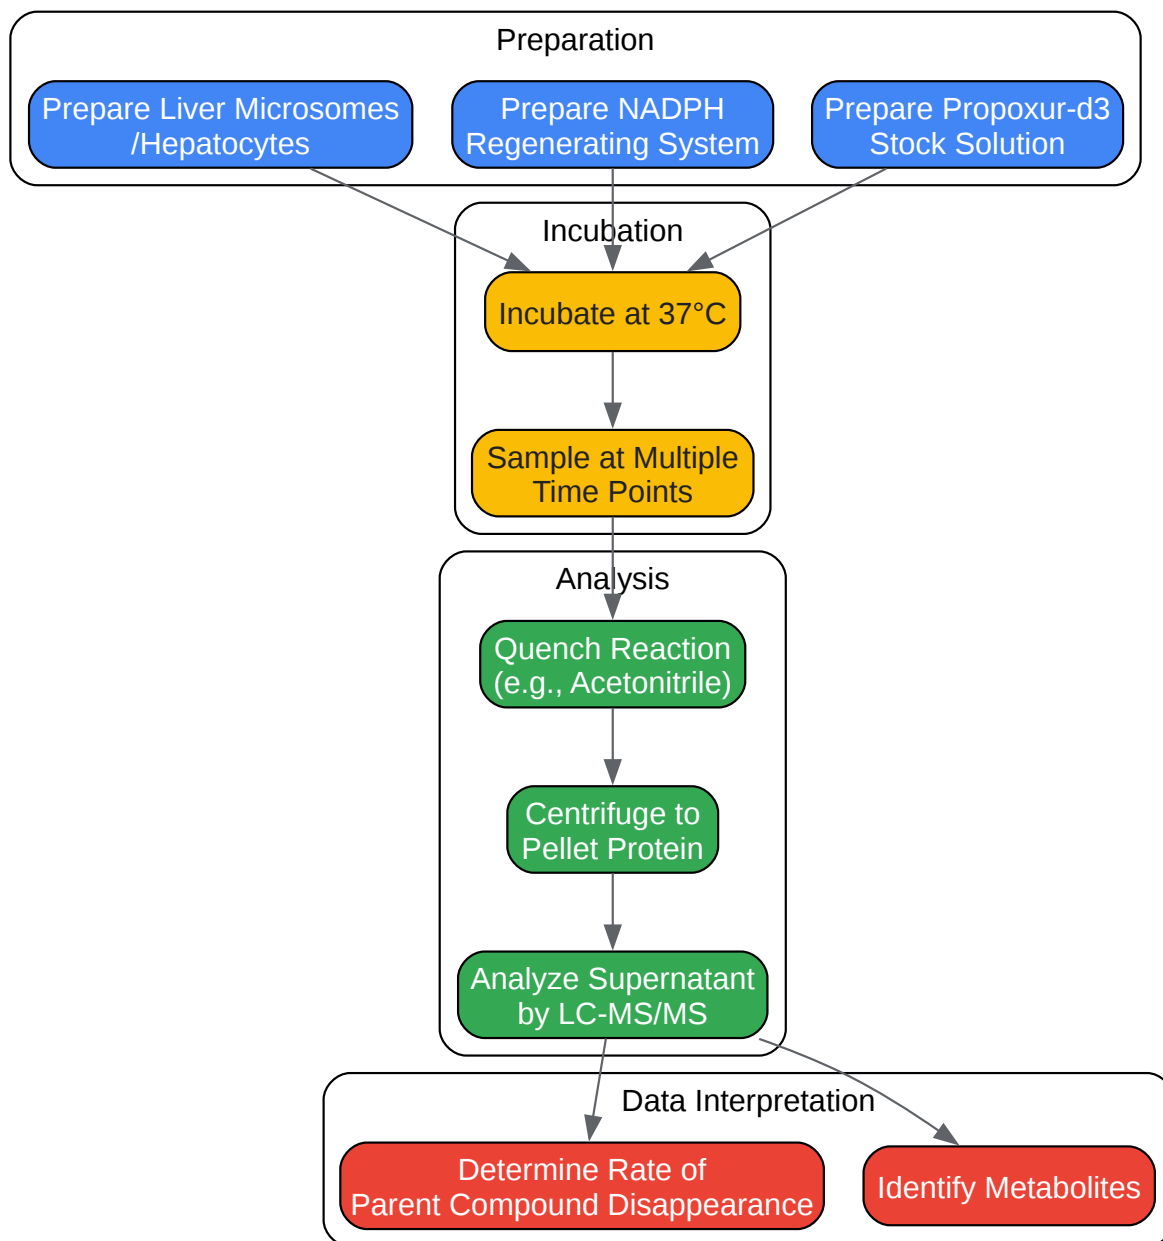 Preparation
Prepare Liver Microsomes
/Hepatocytes
Prepare NADPH
Regenerating System
Prepare Propoxur-d3
Stock Solution
Incubation
Incubate at 37°C
Sample at Multiple
Time Points
Analysis
Quench Reaction
(e.g., Acetonitrile)
Centrifuge to
Pellet Protein
Analyze Supernatant
by LC-MS/MS
Data Interpretation
Determine Rate of
Parent Compound Disappearance
Identify Metabolites